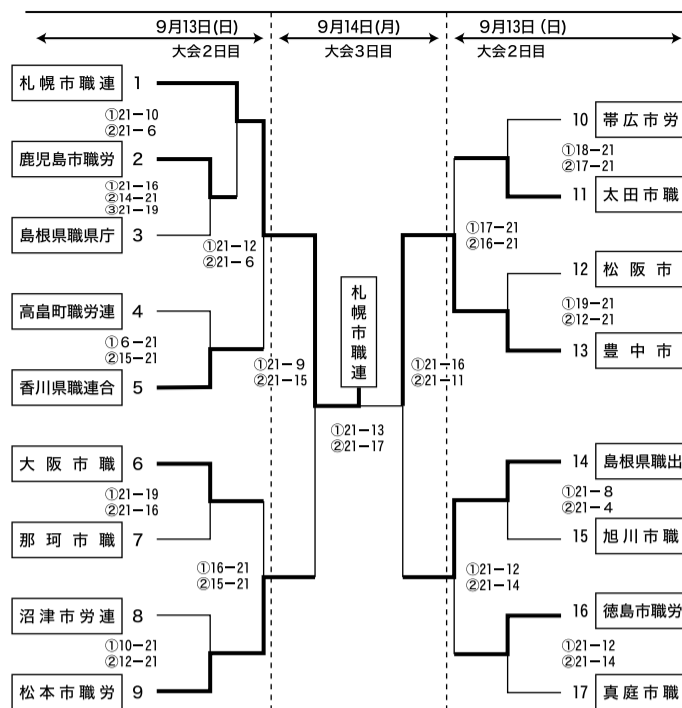 9月13日(日)
大会2日目
9月14日(月)
大会3日目
9月13日(日)
大会2日目
札幌市職連 1
①21−10
②21−6
鹿児島市職労 2
①21−16
②14−21
③21−19
島根県職県庁 3
①21−12
②21−6
高畠町職労連 4
①6−21
②15−21
香川県職連合 5
①21−9
②21−15
大阪市職 6
①21−19
②21−16
那珂市職 7
①16−21
②15−21
沼津市労連 8
①10−21
②12−21
松本市職労 9
札幌市職連
①21−13
②21−17
10 帯広市労
①18−21
②17−21
11 太田市職
①17−21
②16−21
12 松阪市
①19−21
②12−21
13 豊中市
①21−16
②21−11
14 島根県職出
①21−8
②21−4
15 旭川市職
①21−12
②21−14
16 徳島市職労
①21−12
②21−14
17 真庭市職